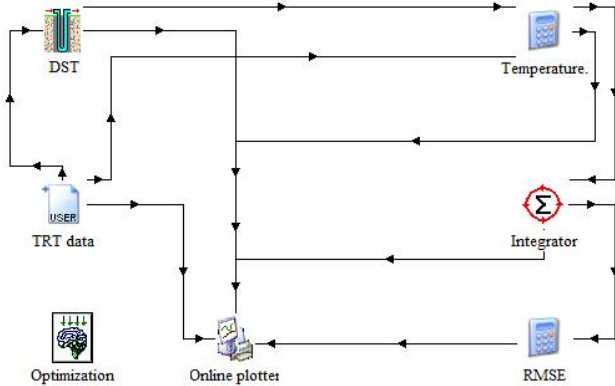 DST
Temperature.
USER
TRT data
Σ
Integrator
Optimization
Online plotter
RMSE